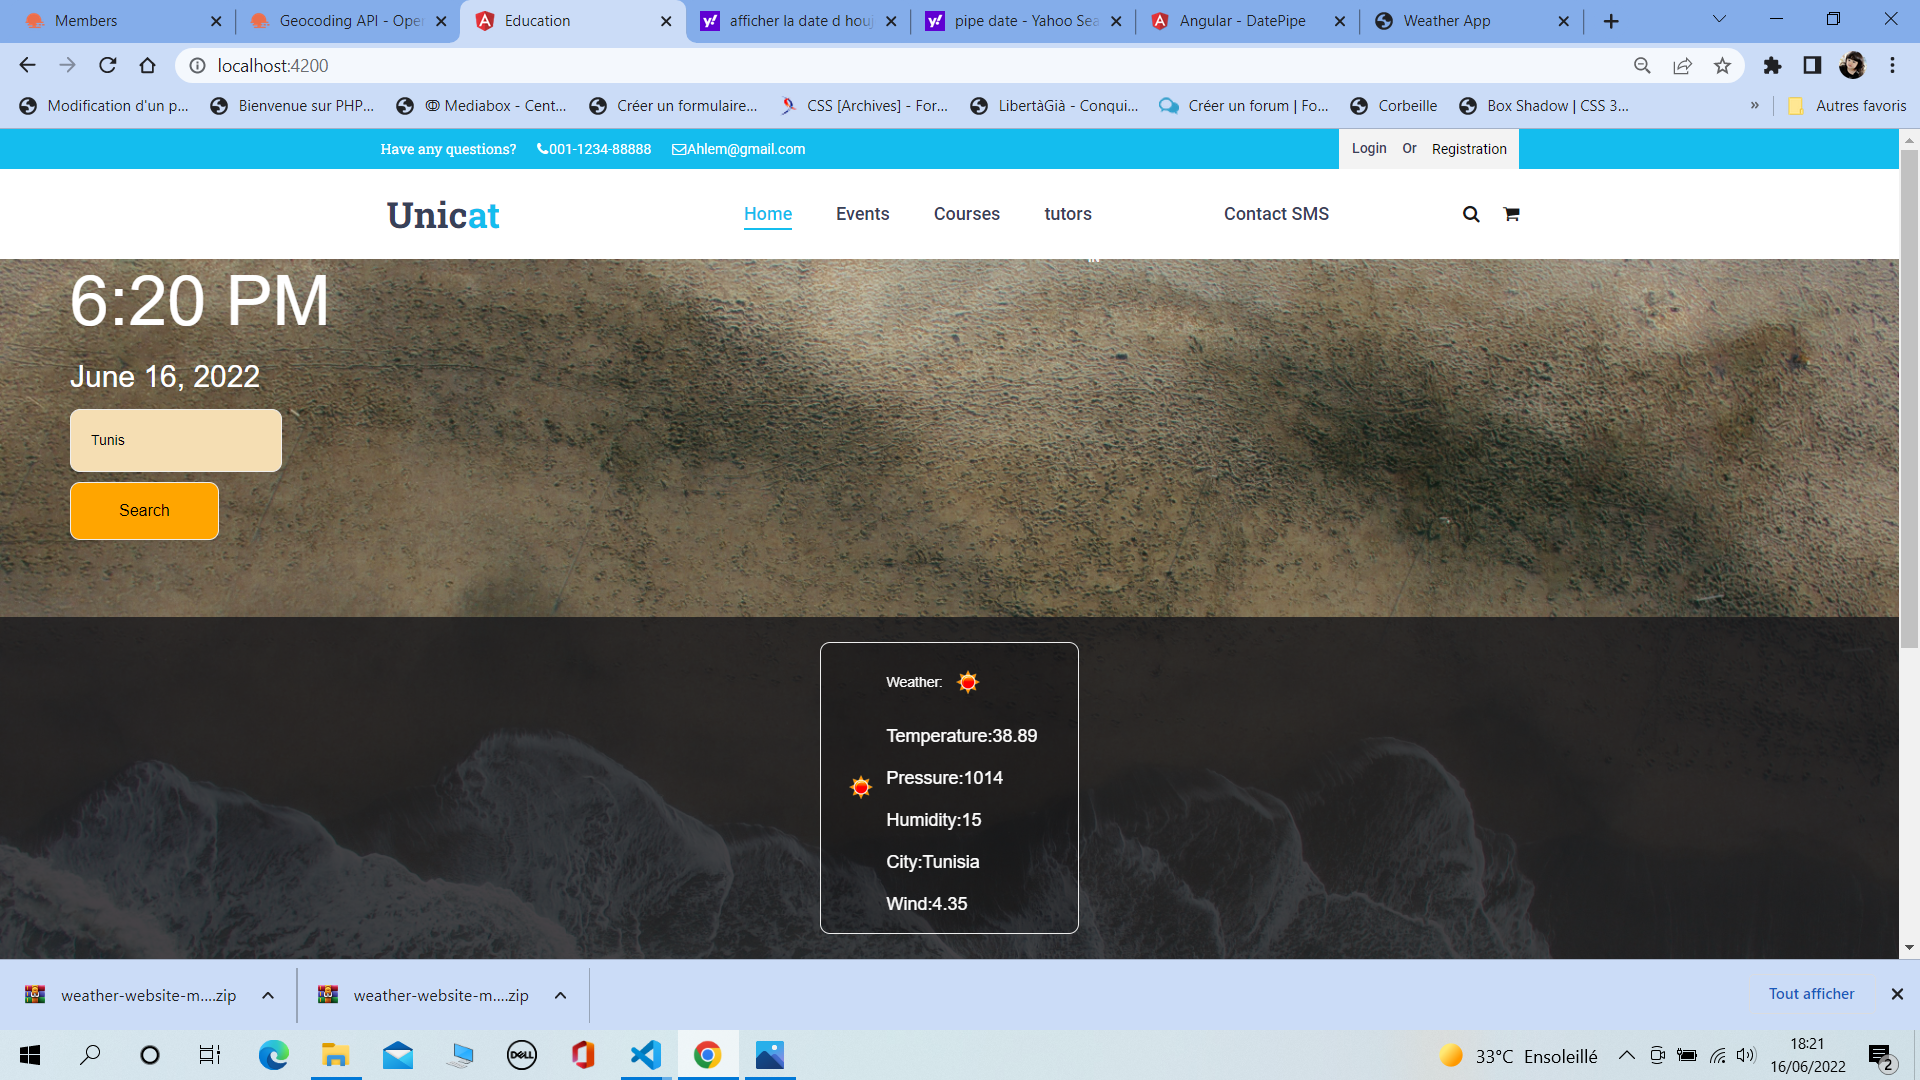 Members
Geocoding API - Open
Education
afficher la date d houj
pipe date - Yahoo Sea
Angular - DatePipe
Weather App
localhost:4200
Modification d'un p...
Bienvenue sur PHP...
Mediabox - Cent...
Créer un formulaire...
CSS [Archives] - For...
LibertàGià - Conqui...
Créer un forum | Fo...
Corbeille
Box Shadow | CSS 3...
»
Autres favoris
Have any questions?
001-1234-88888
Ahlem@gmail.com
Login Or Registration
Unicat
Home
Events
Courses
tutors
Contact SMS
6:20 PM
June 16, 2022
Tunis
Search
Weather:
Temperature:38.89
Pressure:1014
Humidity:15
City:Tunisia
Wind:4.35
weather-website-m....zip
weather-website-m....zip
Tout afficher
DELL
33°C Ensoleillé
18:21
16/06/2022
2